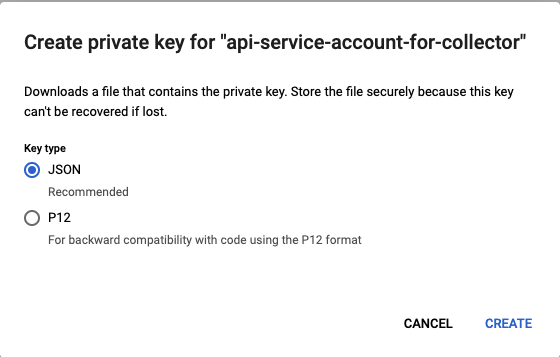 Create private key for "api-service-account-for-collector"
Downloads a file that contains the private key. Store the file securely because this key
can't be recovered if lost.
Key type
JSON
Recommended
P12
For backward compatibility with code using the P12 format
CANCEL CREATE